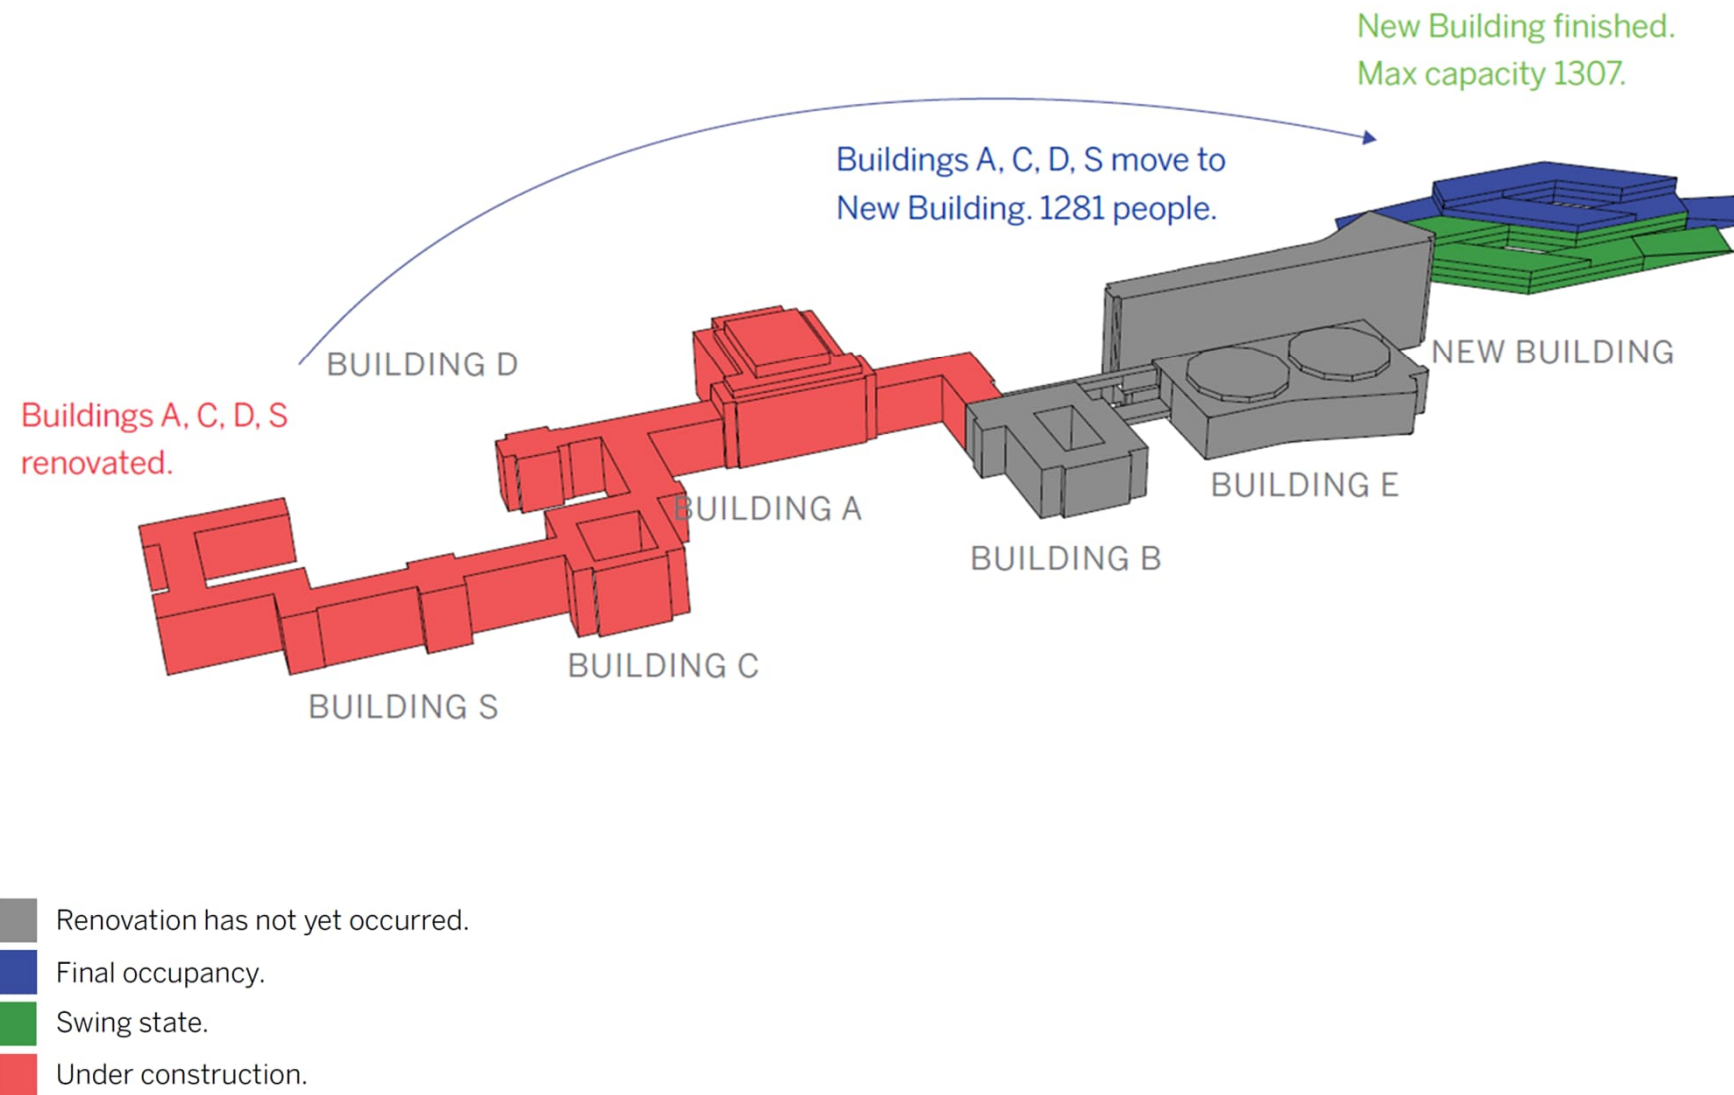 New Building finished.
Max capacity 1307.
Buildings A, C, D, S move to
New Building. 1281 people.
BUILDING D
NEW BUILDING
Buildings A, C, D, S
renovated.
BUILDING A
BUILDING E
BUILDING B
BUILDING C
BUILDING S
Renovation has not yet occurred.
Final occupancy.
Swing state.
Under construction.